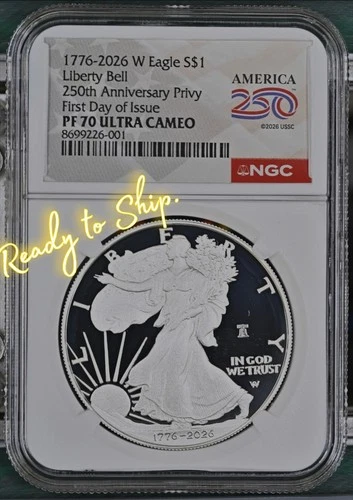 1776-2026 W Eagle S$1
Liberty Bell
250th Anniversary Privy
First Day of Issue
PF 70 ULTRA CAMEO
8699226-001
AMERICA
250
©2026 USSC
NGC
Ready to Ship.
LIBERTY
IN GOD
WE TRUST
W
1776-2026